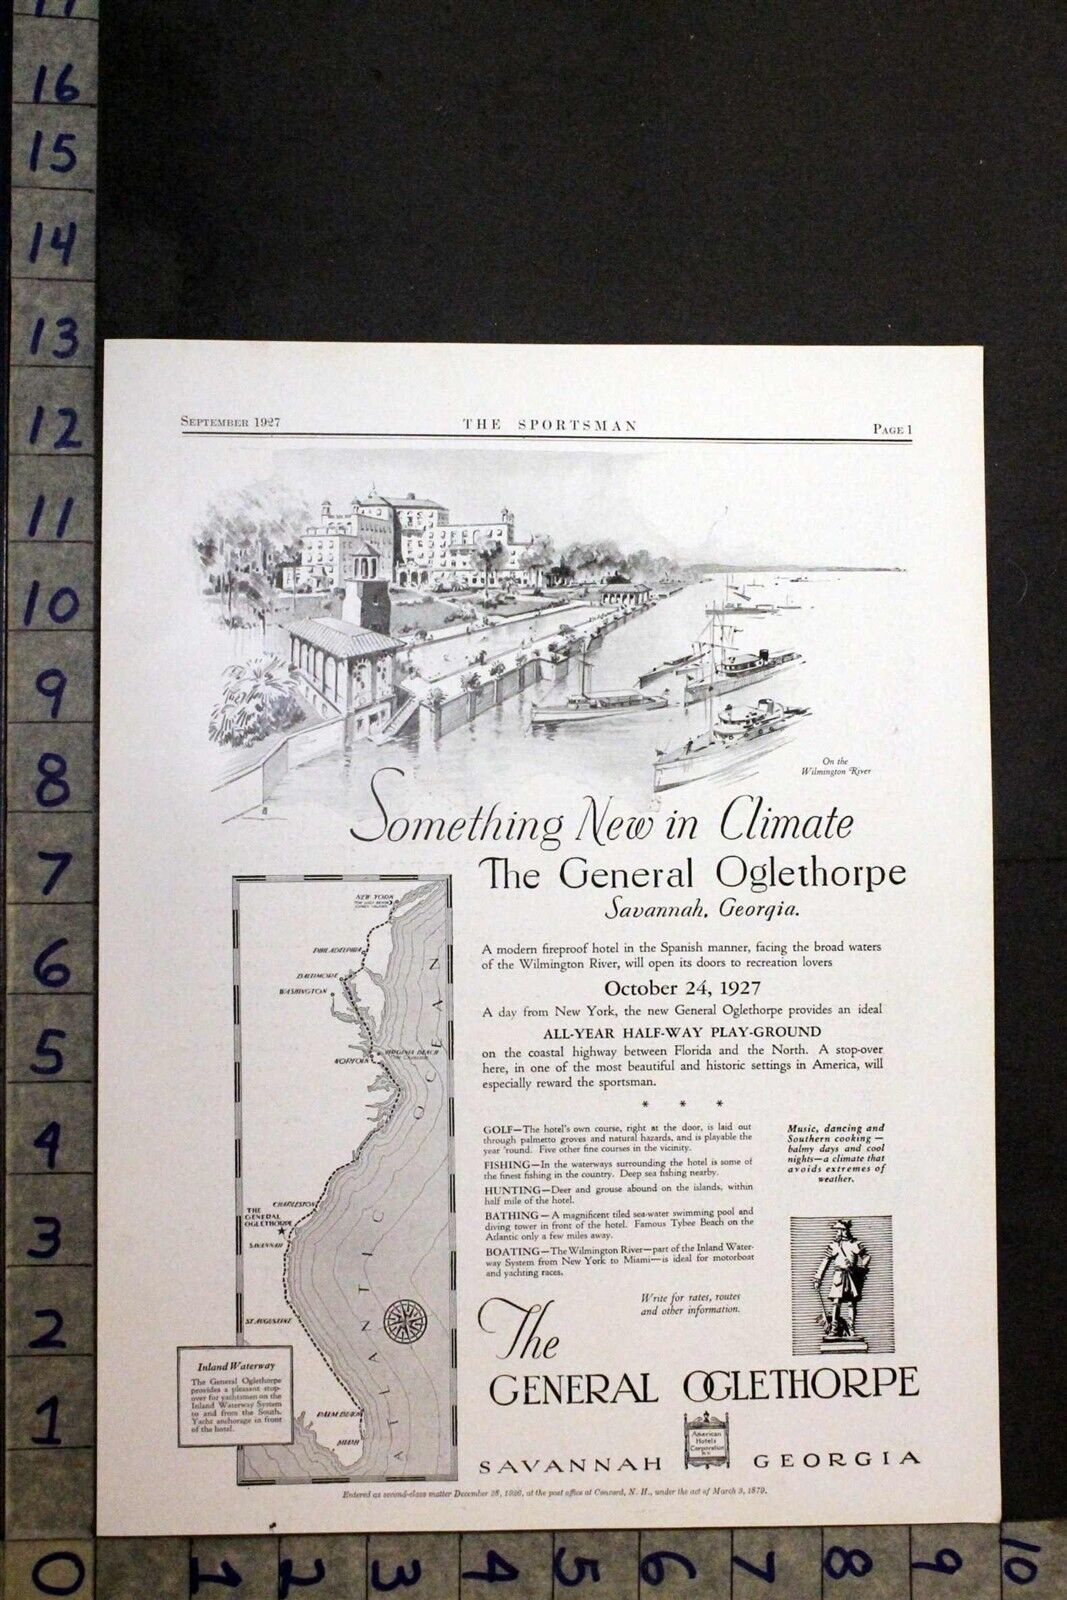 17
16
15
14
13
12
11
10
9
8
7
6
5
4
3
2
1
0
1
2
3
4
5
6
7
8
9
10
SEPTEMBER 1927
THE SPORTSMAN
PAGE 1
On the
Wilmington River
Something New in Climate
The General Oglethorpe
Savannah, Georgia.
A modern fireproof hotel in the Spanish manner, facing the broad waters
of the Wilmington River, will open its doors to recreation lovers
October 24, 1927
A day from New York, the new General Oglethorpe provides an ideal
ALL-YEAR HALF-WAY PLAY-GROUND
on the coastal highway between Florida and the North. A stop-over
here, in one of the most beautiful and historic settings in America, will
especially reward the sportsman.
* * *
GOLF—The hotel's own course, right at the door, is laid out
through palmetto groves and natural hazards, and is playable the
year 'round. Five other fine courses in the vicinity.
FISHING—In the waterways surrounding the hotel is some of
the finest fishing in the country. Deep sea fishing nearby.
HUNTING—Deer and grouse abound on the islands, within
half mile of the hotel.
BATHING—A magnificent tiled sea-water swimming pool and
diving tower in front of the hotel. Famous Tybee Beach on the
Atlantic only a few miles away.
BOATING—The Wilmington River—part of the Inland Water-
way System from New York to Miami—is ideal for motorboat
and yachting races.
Music, dancing and
Southern cooking—
balmy days and cool
nights—a climate that
avoids extremes of
weather.
Write for rates, routes
and other information.
The
GENERAL OGLETHORPE
American
Hotels
Corporation
N.Y.
SAVANNAH GEORGIA
NEW YORK
PHILADELPHIA
BALTIMORE
WASHINGTON
VIRGINIA BEACH
NORFOLK
CHARLESTON
THE
GENERAL
OGLETHORPE
SAVANNAH
ST. AUGUSTINE
PALM BEACH
MIAMI
ATLANTIC OCEAN
Inland Waterway
The General Oglethorpe
provides a pleasant stop-
over for yachtsmen on the
Inland Waterway System
to and from the South.
Yacht anchorage in front
of the hotel.
Entered as second-class matter December 28, 1926, at the post office at Concord, N. H., under the act of March 3, 1879.